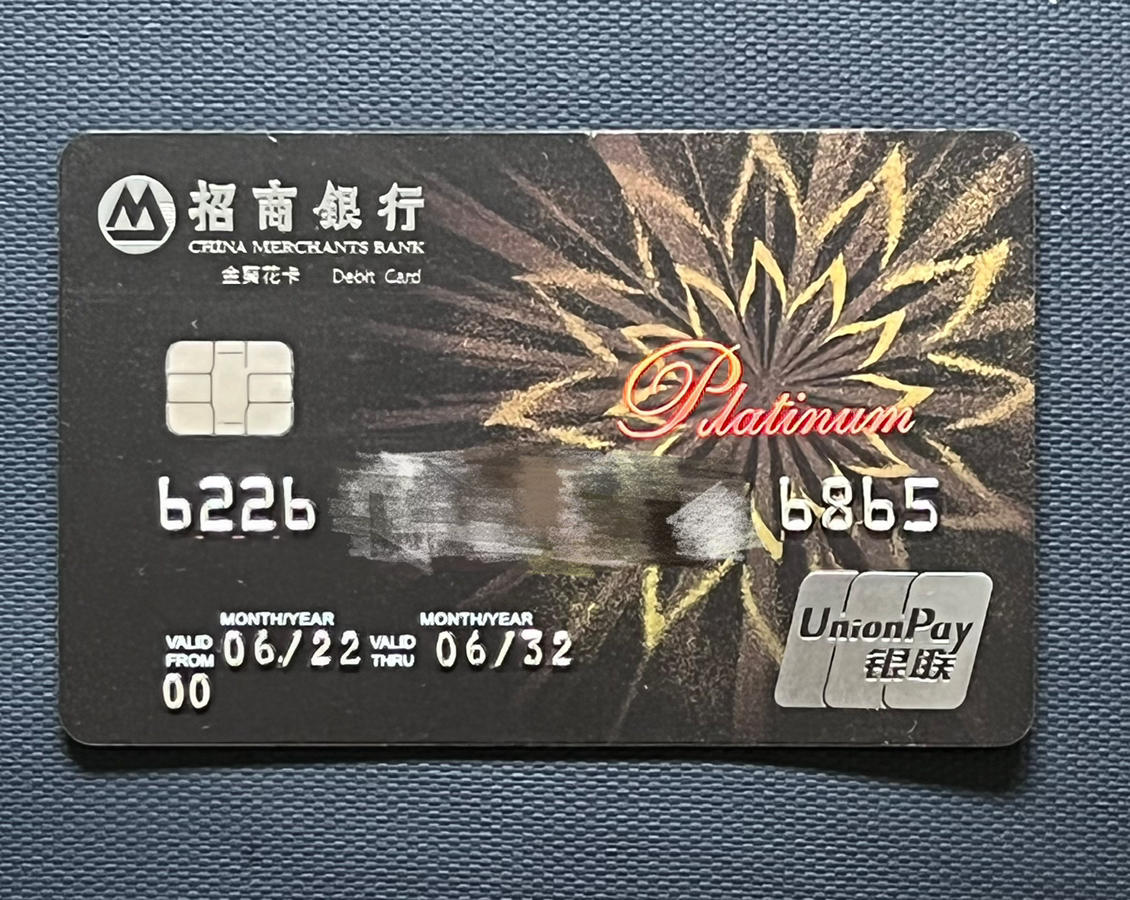 招商银行
CHINA MERCHANTS BANK
金葵花卡 Debit Card
Platinum
6226 6865
MONTH/YEAR MONTH/YEAR
VALID FROM 06/22 VALID THRU 06/32
00
UnionPay
银联